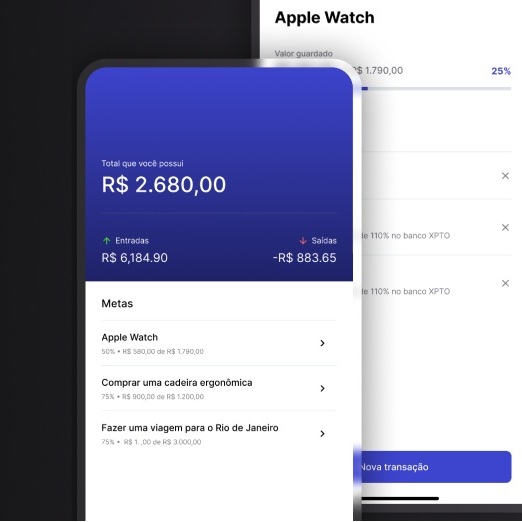 Apple Watch
Valor guardado
R$ 1.790,00
25%
Total que você possui
R$ 2.680,00
Entradas
Saídas
R$ 6,184.90
-R$ 883.65
de 110% no banco XPTO
de 110% no banco XPTO
Metas
Apple Watch
50% • R$ 580,00 de R$ 1.790,00
Comprar uma cadeira ergonômica
75% • R$ 900,00 de R$ 1.200,00
Fazer uma viagem para o Rio de Janeiro
75% • R$ 1. ,00 de R$ 3.000,00
Nova transação